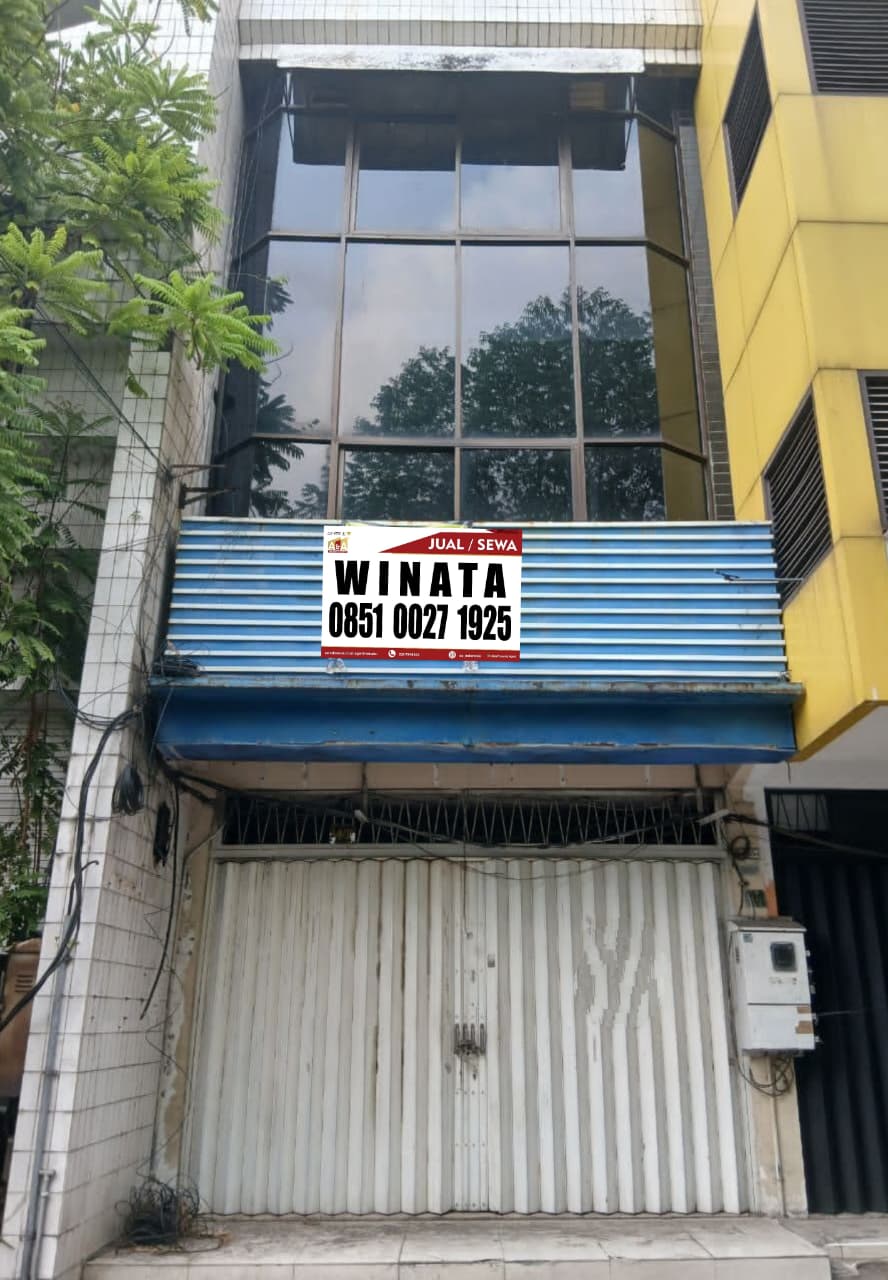 A&A
JUAL / SEWA
WINATA
0851 0027 1925